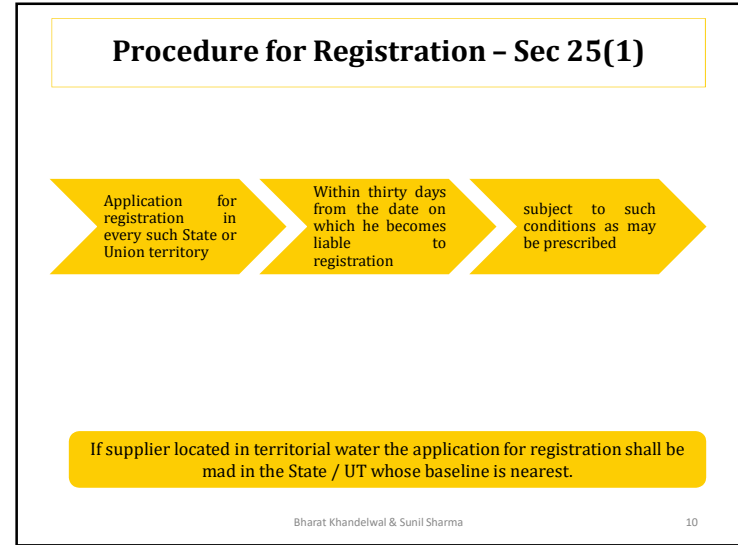 Procedure for Registration – Sec 25(1)
Application for
registration in
every such State or
Union territory
Within thirty days
from the date on
which he becomes
liable to
registration
subject to such
conditions as may
be prescribed
If supplier located in territorial water the application for registration shall be
mad in the State / UT whose baseline is nearest.
Bharat Khandelwal & Sunil Sharma
10